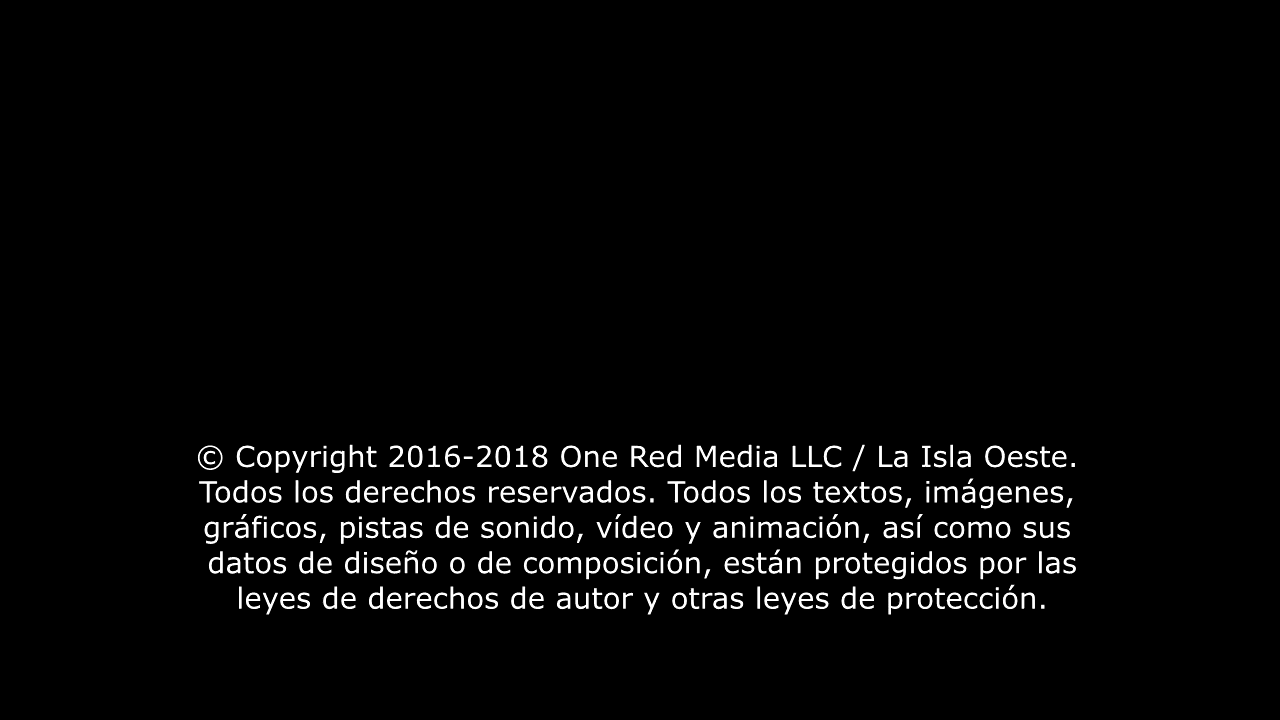 © Copyright 2016-2018 One Red Media LLC / La Isla Oeste.
Todos los derechos reservados. Todos los textos, imágenes,
gráficos, pistas de sonido, vídeo y animación, así como sus
datos de diseño o de composición, están protegidos por las
leyes de derechos de autor y otras leyes de protección.